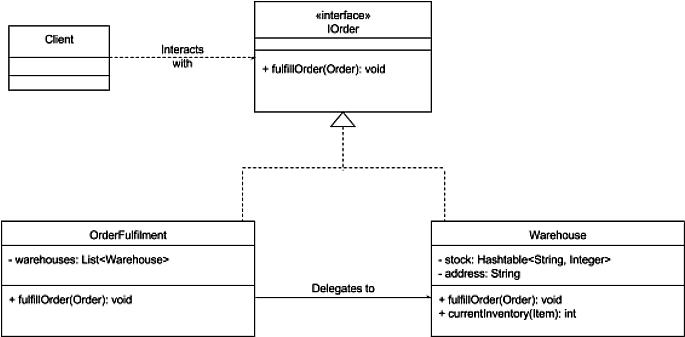 Client
Interacts
with
«interface»
IOrder
+ fulfillOrder(Order): void
OrderFulfilment
- warehouses: List<Warehouse>
+ fulfillOrder(Order): void
Delegates to
Warehouse
- stock: Hashtable<String, Integer>
- address: String
+ fulfillOrder(Order): void
+ currentInventory(Item): int